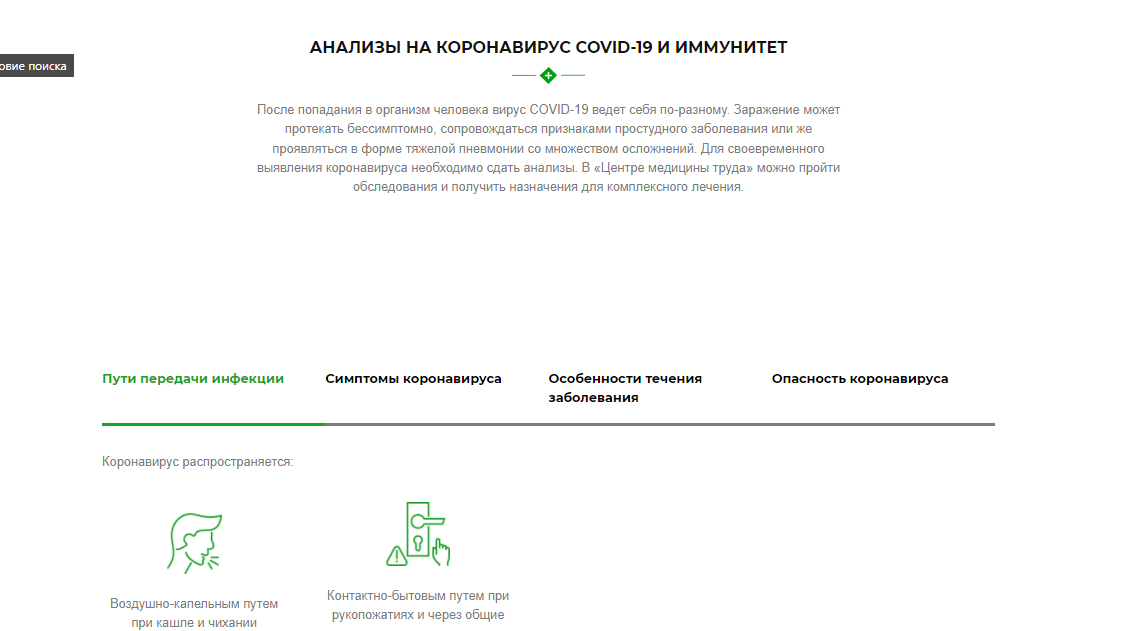 АНАЛИЗЫ НА КОРОНАВИРУС COVID-19 И ИММУНИТЕТ
овие поиска
После попадания в организм человека вирус COVID-19 ведет себя по-разному. Заражение может
протекать бессимптомно, сопровождаться признаками простудного заболевания или же
проявляться в форме тяжелой пневмонии со множеством осложнений. Для своевременного
выявления коронавируса необходимо сдать анализы. В «Центре медицины труда» можно пройти
обследования и получить назначения для комплексного лечения.
Пути передачи инфекции
Симптомы коронавируса
Особенности течения
заболевания
Опасность коронавируса
Коронавирус распространяется:
Воздушно-капельным путем
при кашле и чихании
Контактно-бытовым путем при
рукопожатиях и через общие